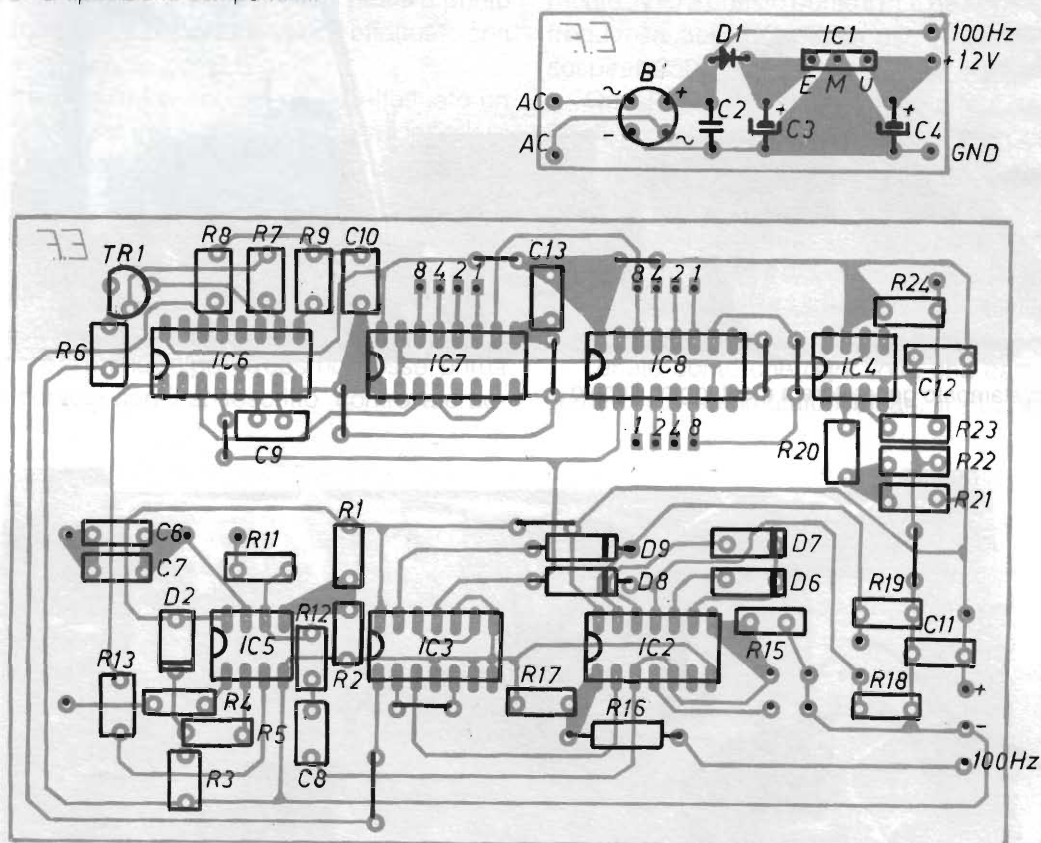 100Hz
D1 IC1
+12V
B E M U
AC ~ +
C2 - C3 + C4
AC - ~ GND
R8 R7 R9 C10
TR1 C13
8 4 2 1 8 4 2 1
R24
R6 IC6 IC7 IC8 IC4
C12
1 2 4 8 R23
C9 R20 R22
R21
R1
C6 R11 D9 D7
C7
D8 D6 R19
D2 R12 C11
IC5 IC3 IC2 R15
R13 R2 R17 R18
R4 +
R5 R16 -
R3 C8 100Hz